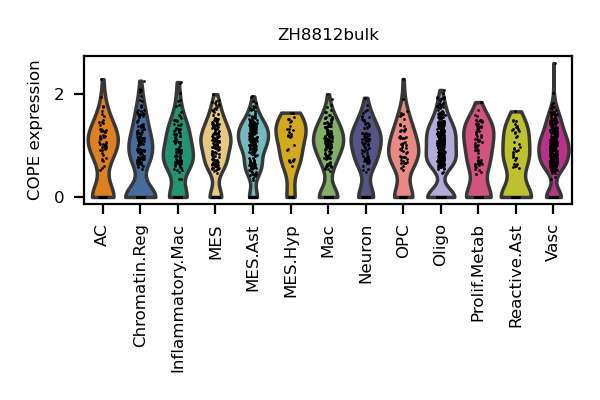 ZH8812bulk
COPE expression
2
0
AC
Chromatin.Reg
Inflammatory.Mac
MES
MES.Ast
MES.Hyp
Mac
Neuron
OPC
Oligo
Prolif.Metab
Reactive.Ast
Vasc